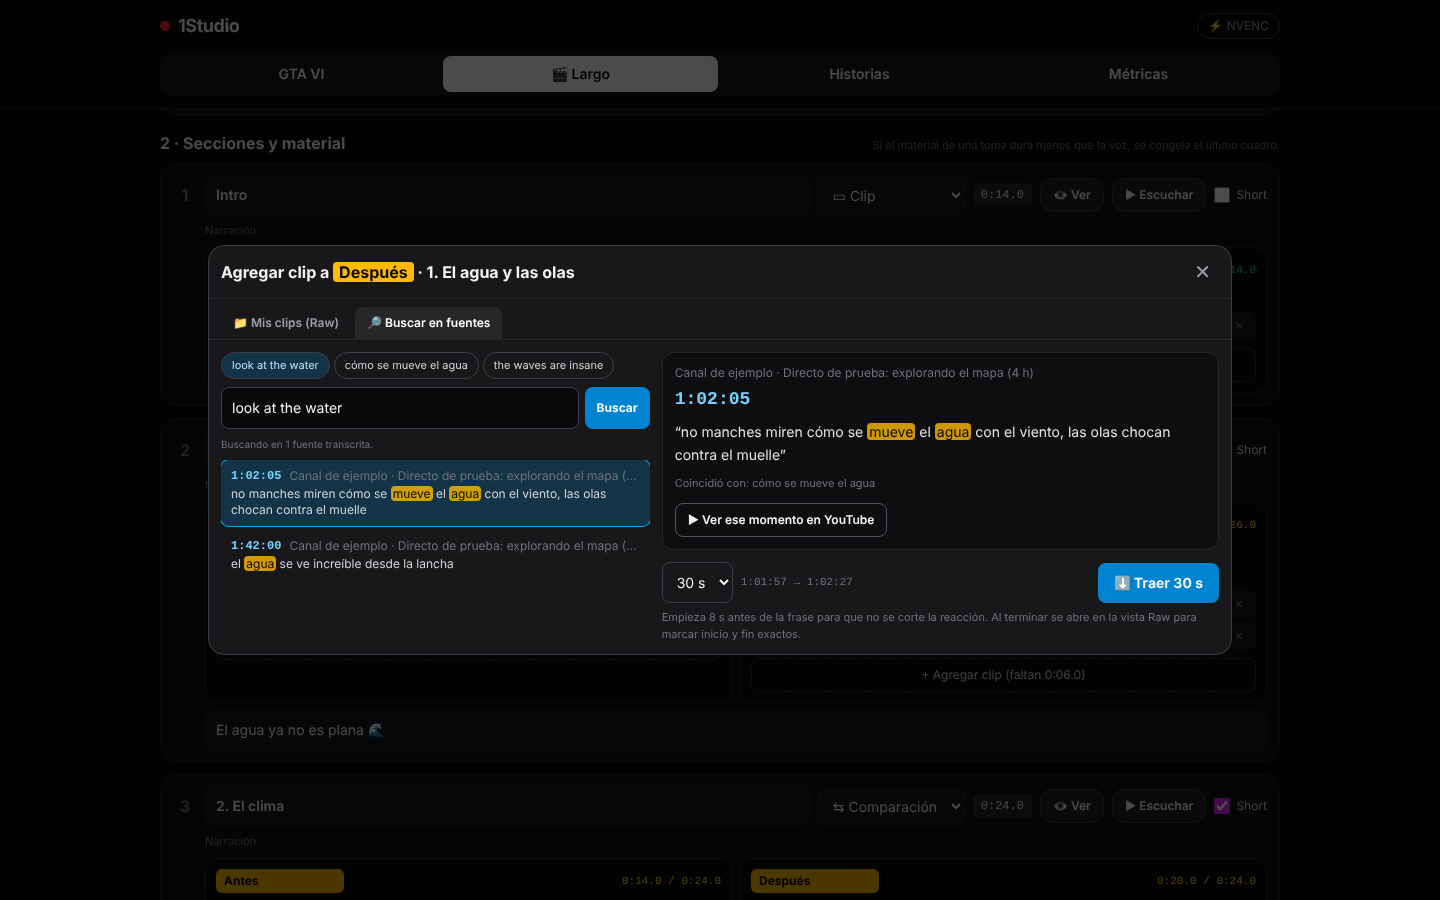 1Studio
⚡ NVENC
GTA VI
🎬 Largo
Historias
Métricas
2 · Secciones y material
Si el material de una toma dura menos que la voz, se congela el último cuadro.
1
Intro
▭ Clip
0:14.0
👁 Ver
▶ Escuchar
Short
Narración
Agregar clip a Después · 1. El agua y las olas
✕
14.0
📁 Mis clips (Raw)
🔎 Buscar en fuentes
look at the water
cómo se mueve el agua
the waves are insane
look at the water
Buscar
Buscando en 1 fuente transcrita.
1:02:05 Canal de ejemplo · Directo de prueba: explorando el mapa (...
no manches miren cómo se mueve el agua con el viento, las olas
chocan contra el muelle
1:42:00 Canal de ejemplo · Directo de prueba: explorando el mapa (...
el agua se ve increíble desde la lancha
Canal de ejemplo · Directo de prueba: explorando el mapa (4 h)
1:02:05
“no manches miren cómo se mueve el agua con el viento, las olas chocan
contra el muelle”
Coincidió con: cómo se mueve el agua
▶ Ver ese momento en YouTube
30 s
1:01:57 → 1:02:27
⬇ Traer 30 s
Empieza 8 s antes de la frase para que no se corte la reacción. Al terminar se abre en la vista Raw para
marcar inicio y fin exactos.
2
Short
26.0
+ Agregar clip (faltan 0:06.0)
El agua ya no es plana 🌊
3
2. El clima
⇆ Comparación
0:24.0
👁 Ver
▶ Escuchar
Short
Narración
Antes
0:14.0 / 0:24.0
Después
0:20.0 / 0:24.0